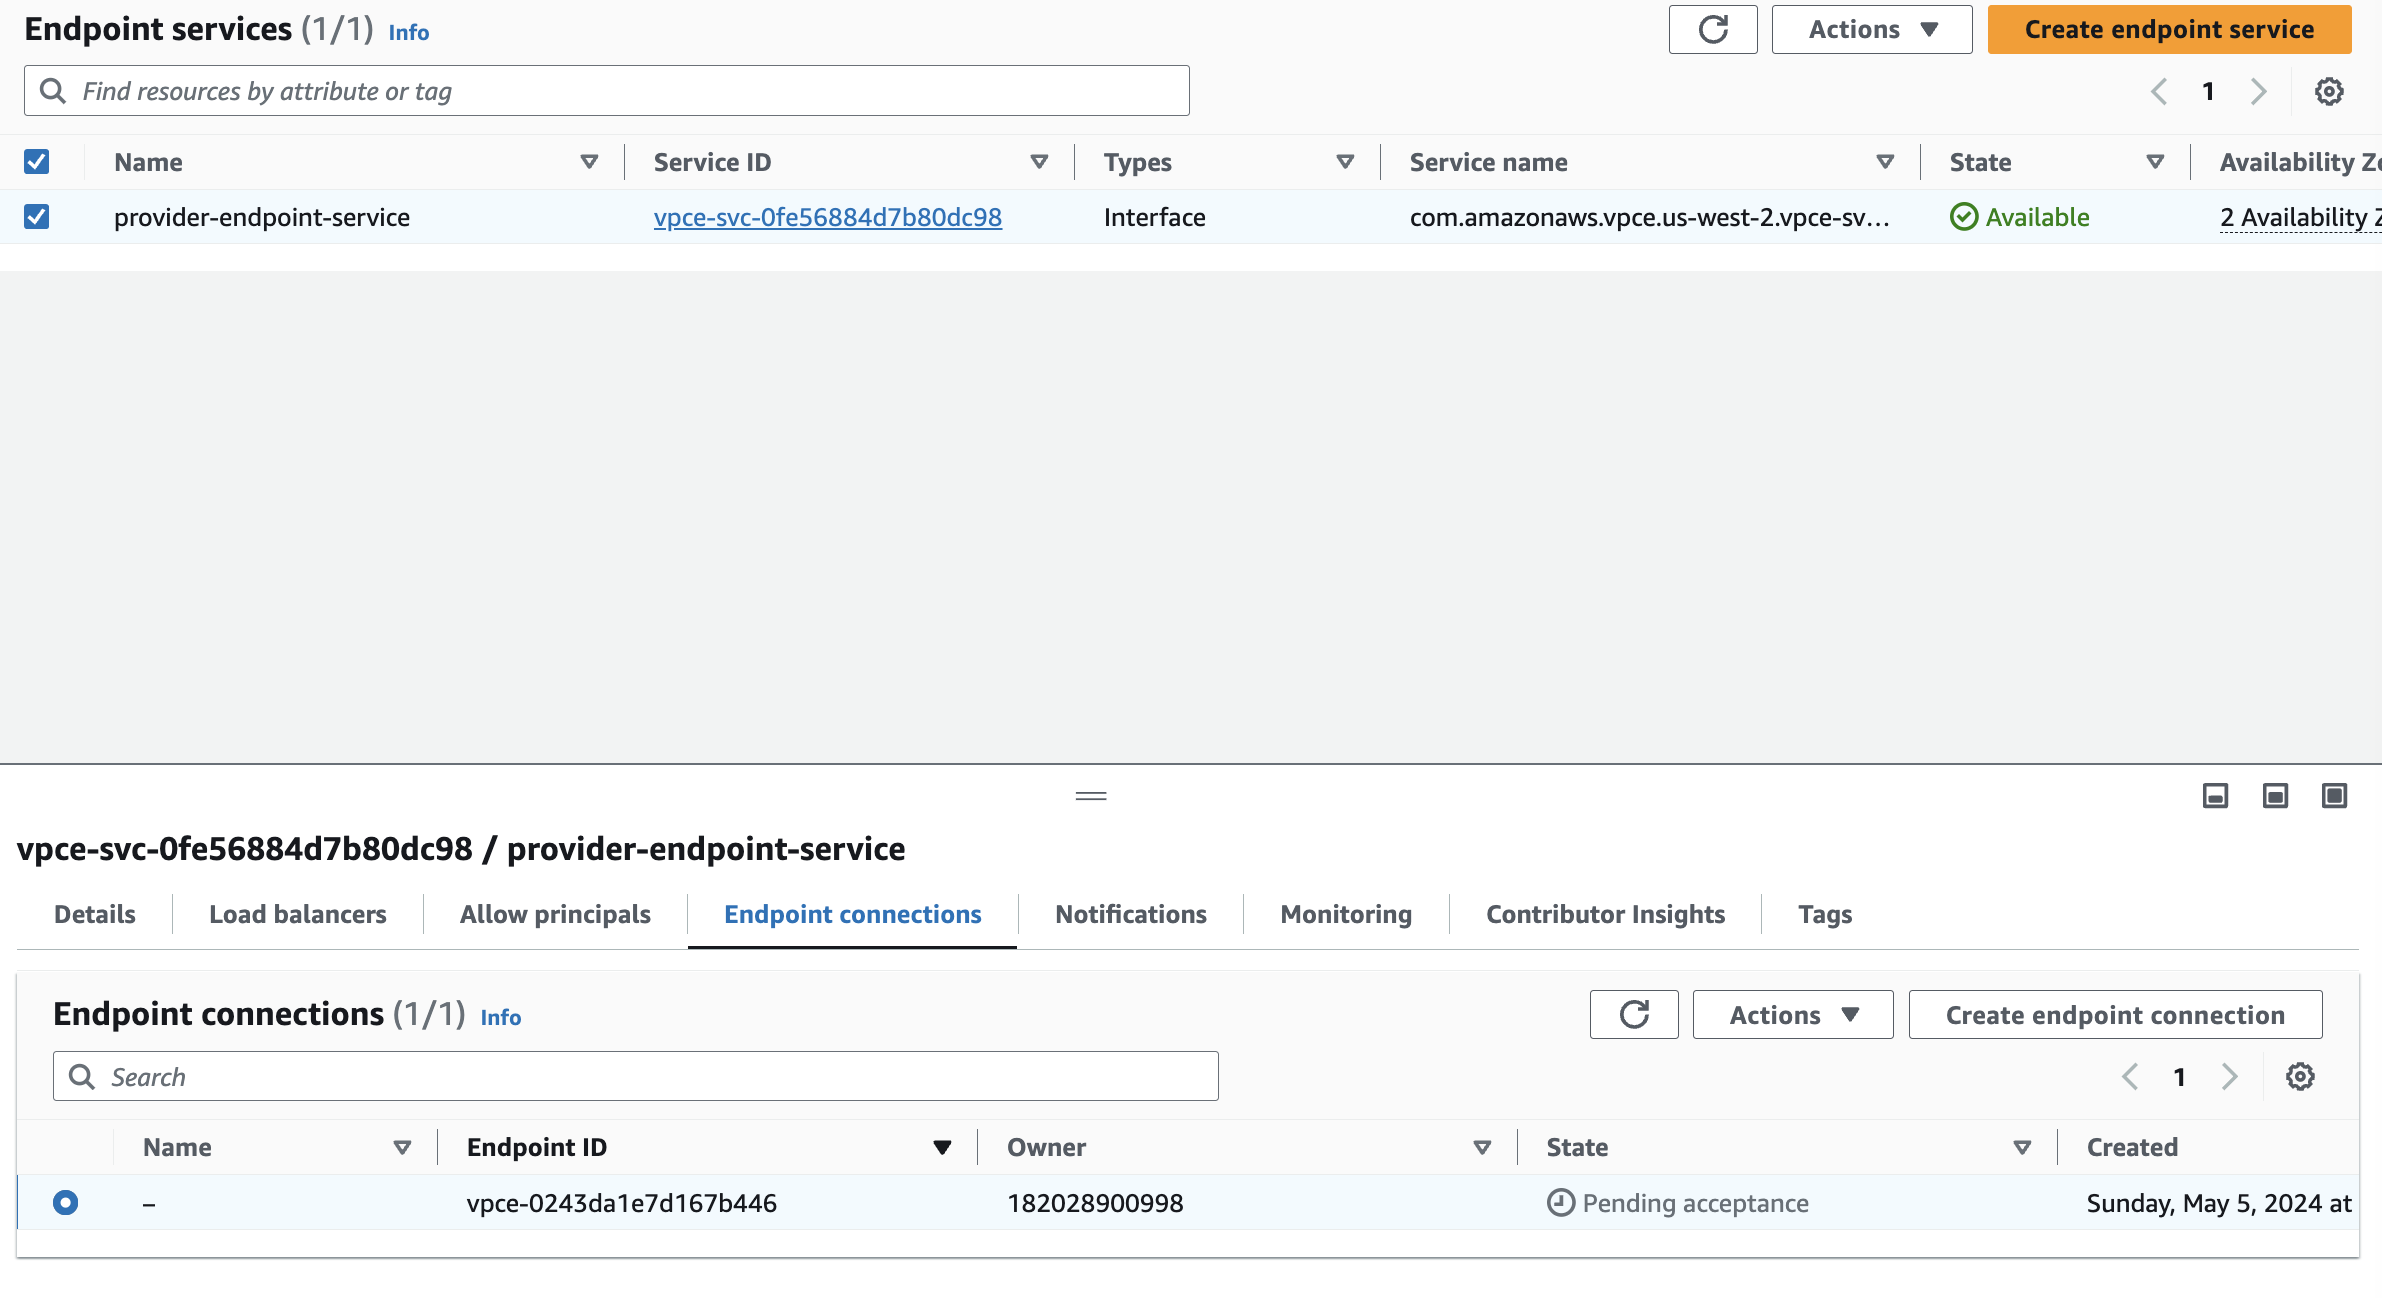 Endpoint services (1/1) Info
Actions
Create endpoint service
Find resources by attribute or tag
1
Name Service ID Types Service name State Availability Z
provider-endpoint-service vpce-svc-0fe56884d7b80dc98 Interface com.amazonaws.vpce.us-west-2.vpce-sv... Available 2 Availability Z
vpce-svc-0fe56884d7b80dc98 / provider-endpoint-service
Details Load balancers Allow principals Endpoint connections Notifications Monitoring Contributor Insights Tags
Endpoint connections (1/1) Info
Actions
Create endpoint connection
Search
1
Name Endpoint ID Owner State Created
– vpce-0243da1e7d167b446 182028900998 Pending acceptance Sunday, May 5, 2024 at